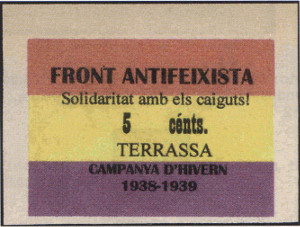 FRONT ANTIFEIXISTA
Solidaritat amb els caiguts!
5 cénts.
TERRASSA
CAMPANYA D'HIVERN
1938-1939